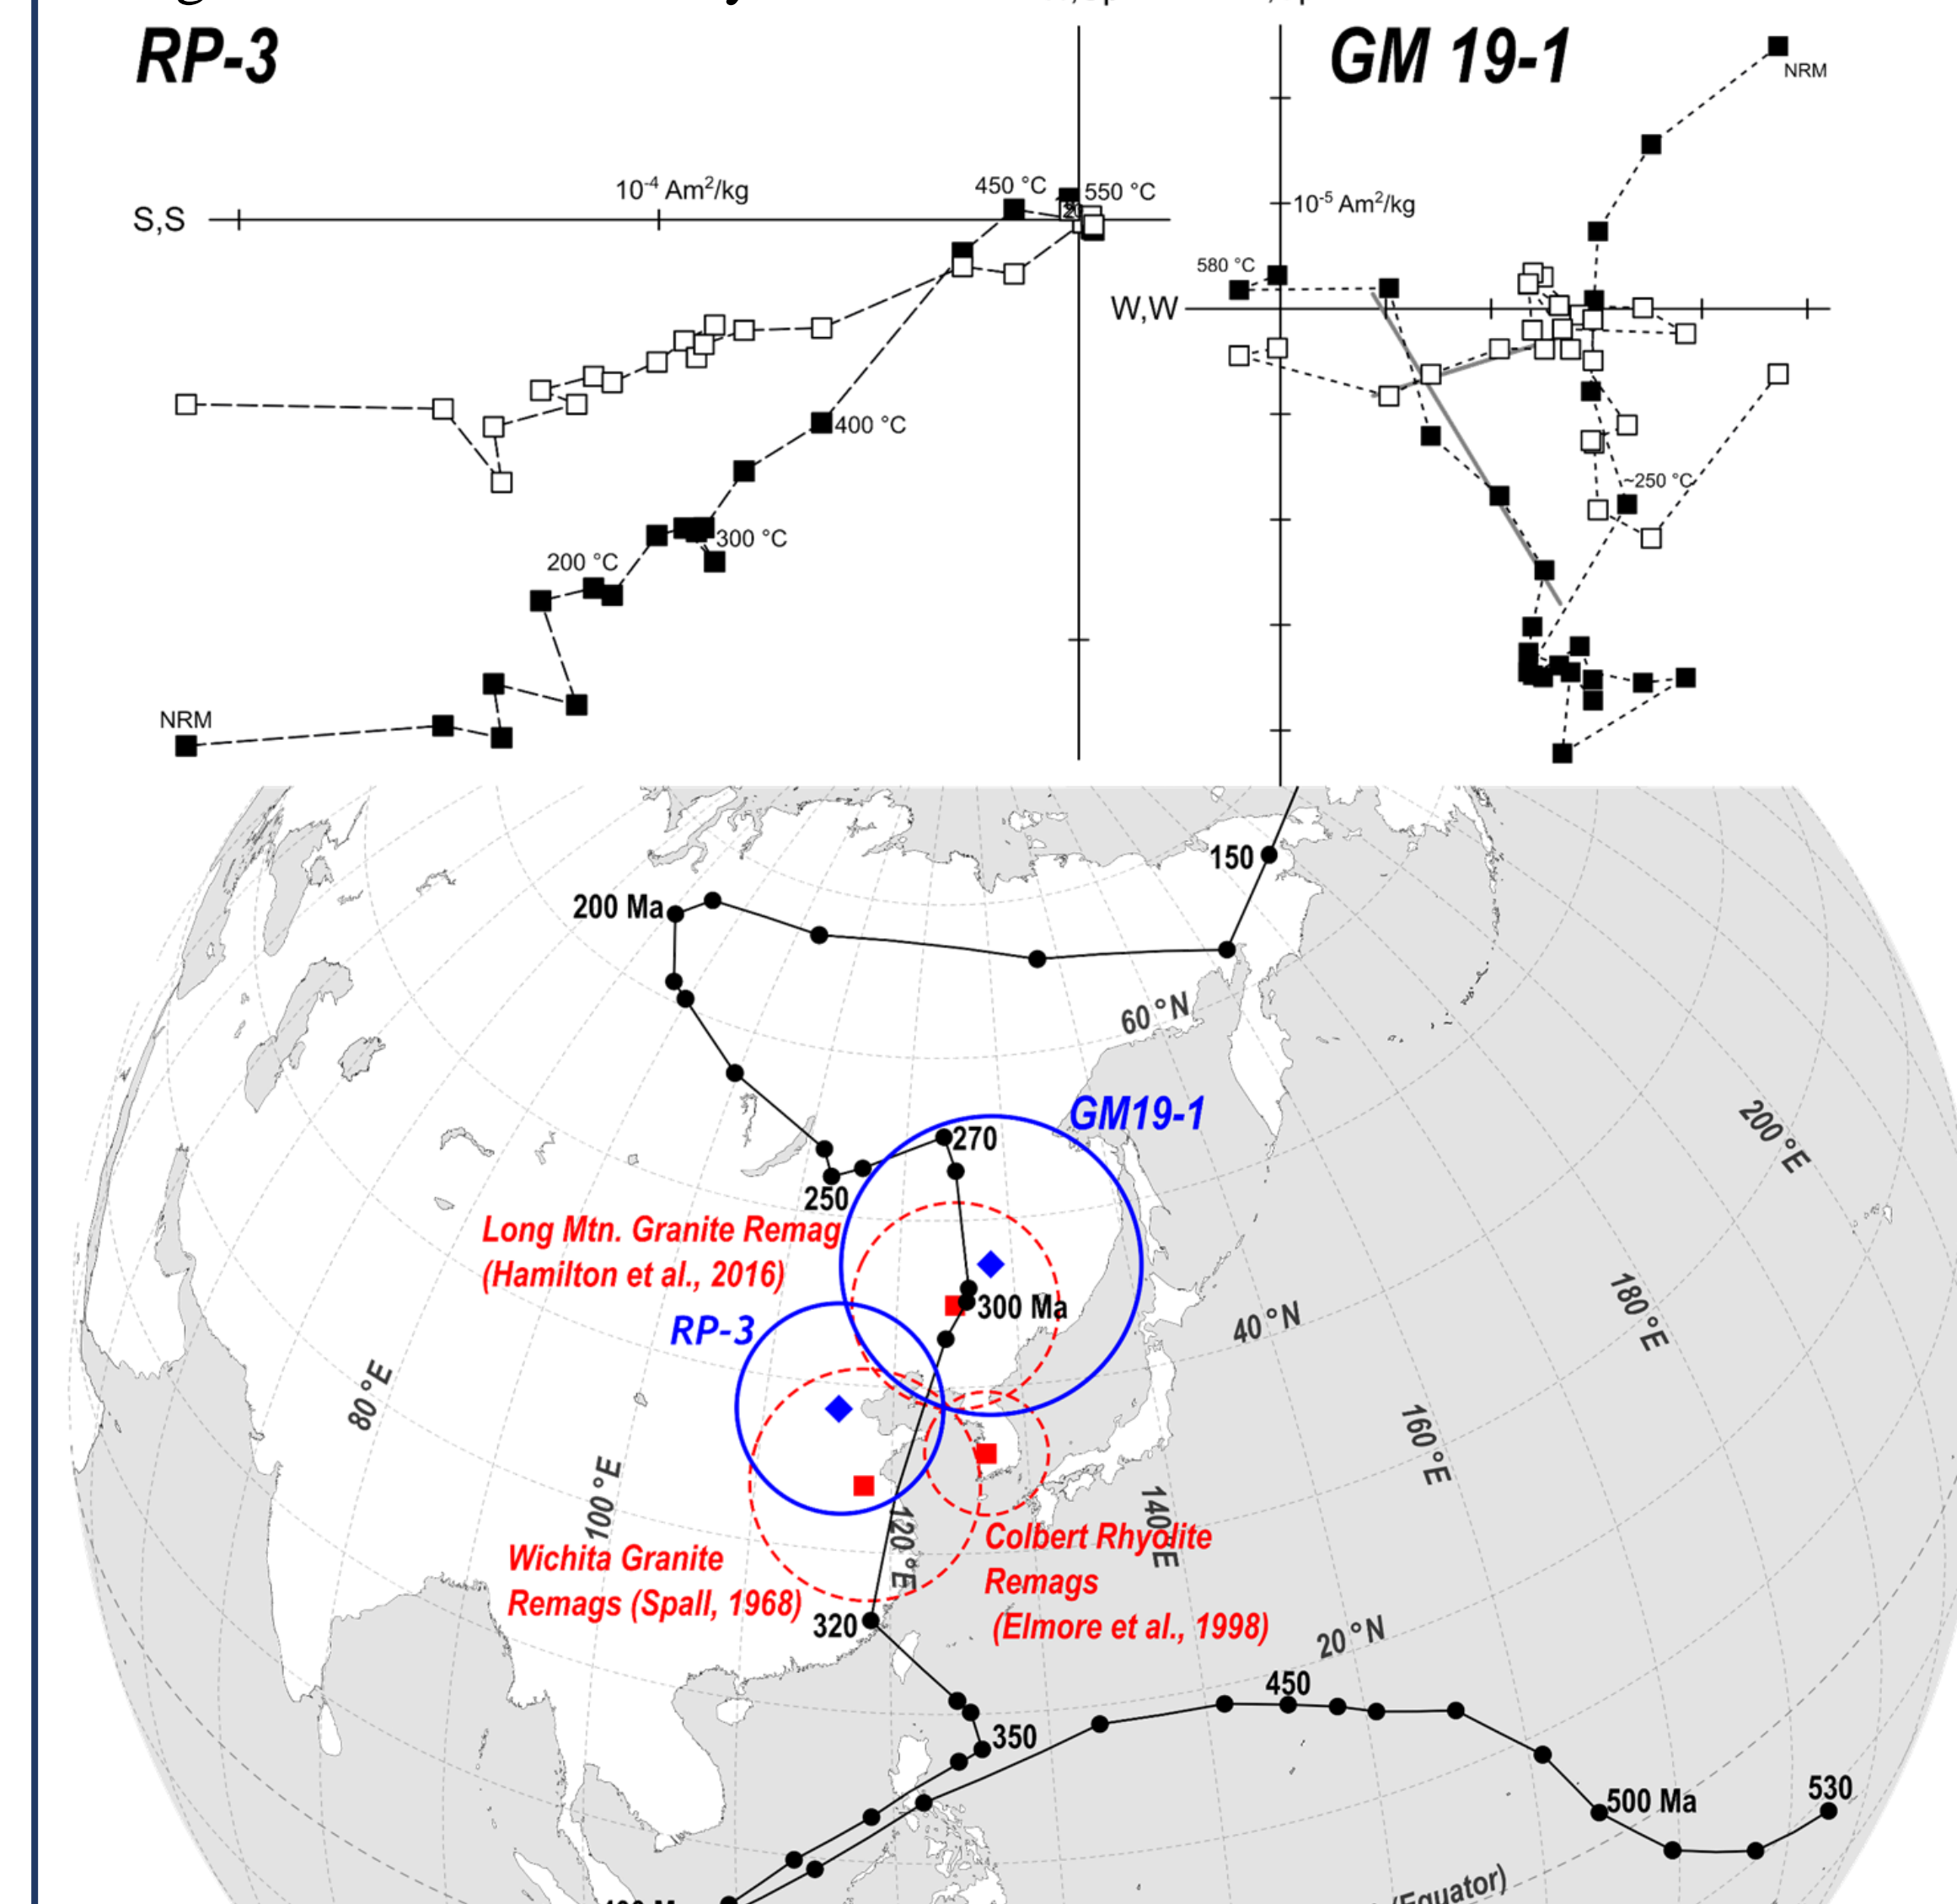 RP-3
GM 19-1
NRM
10-4 Am2/kg
450 °C
550 °C
S,S
20
10-5 Am2/kg
580 °C
W,W
400 °C
~250 °C
300 °C
200 °C
NRM
150
200 Ma
60°N
GM19-1
270
200°E
250
Long Mtn. Granite Remag
(Hamilton et al., 2016)
300 Ma
180°E
RP-3
40°N
80°E
160°E
100°E
140°E
120°E
Colbert Rhyolite
Remags
(Elmore et al., 1998)
Wichita Granite
Remags (Spall, 1968)
320
20°N
450
350
530
500 Ma
(Equator)